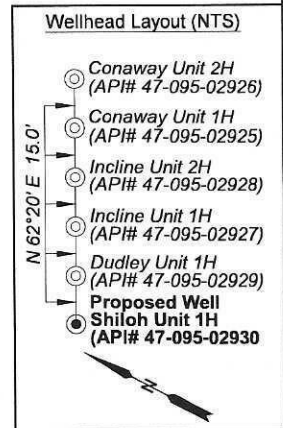 Wellhead Layout (NTS)
Conaway Unit 2H
(API# 47-095-02926)
Conaway Unit 1H
(API# 47-095-02925)
Incline Unit 2H
(API# 47-095-02928)
Incline Unit 1H
(API# 47-095-02927)
Dudley Unit 1H
(API# 47-095-02929)
Proposed Well
Shiloh Unit 1H
(API# 47-095-02930
N 62°20' E 15.0'
N